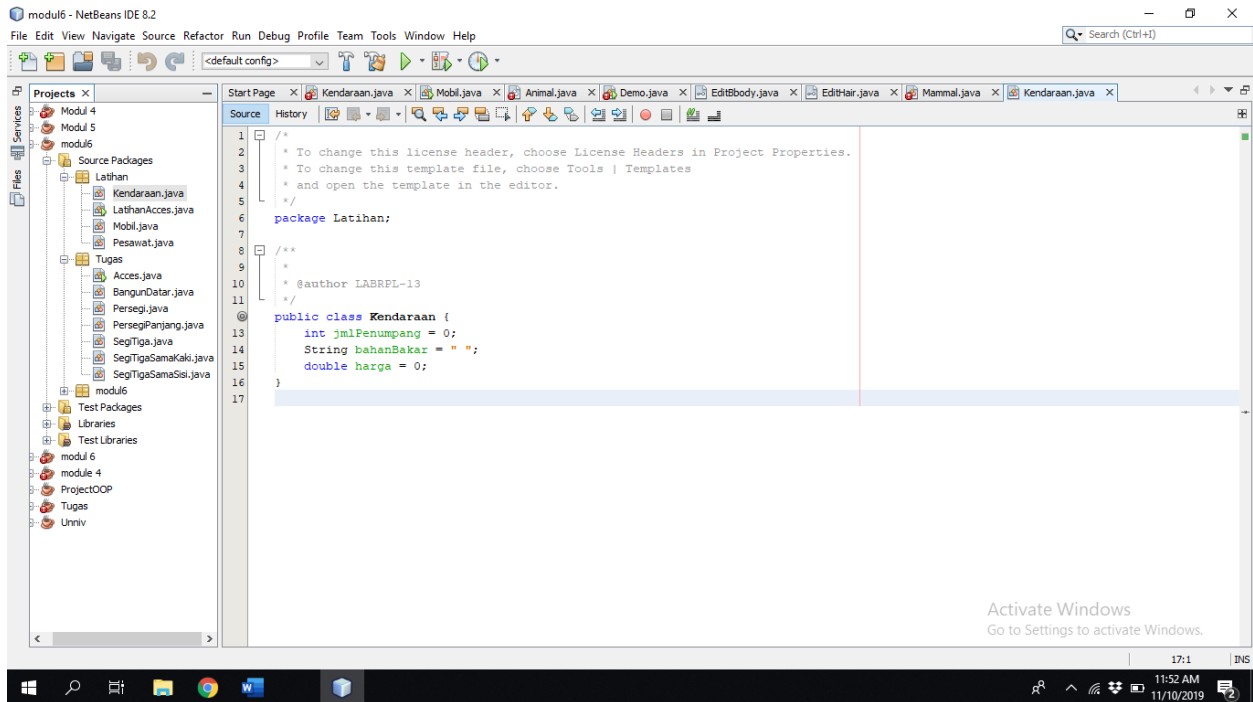 modul6 - NetBeans IDE 8.2
File Edit View Navigate Source Refactor Run Debug Profile Team Tools Window Help
Search (Ctrl+I)
<default config>
Projects
Start Page Kendaraan.java Mobil.java Animal.java Demo.java EditBbody.java EditHair.java Mammal.java Kendaraan.java
Services
Files
Modul 4
Modul 5
modul6
Source Packages
Latihan
Kendaraan.java
LatihanAcces.java
Mobil.java
Pesawat.java
Tugas
Acces.java
BangunDatar.java
Persegi.java
PersegiPanjang.java
SegiTiga.java
SegiTigaSamaKaki.java
SegiTigaSamaSisi.java
modul6
Test Packages
Libraries
Test Libraries
modul 6
module 4
ProjectOOP
Tugas
Unniv
Source History
1 /*
2 * To change this license header, choose License Headers in Project Properties.
3 * To change this template file, choose Tools | Templates
4 * and open the template in the editor.
5 */
6 package Latihan;
7
8 /**
9 *
10 * @author LABRPL-13
11 */
public class Kendaraan {
13 int jmlPenumpang = 0;
14 String bahanBakar = " ";
15 double harga = 0;
16 }
17
Activate Windows
Go to Settings to activate Windows.
17:1 INS
11:52 AM
11/10/2019
2